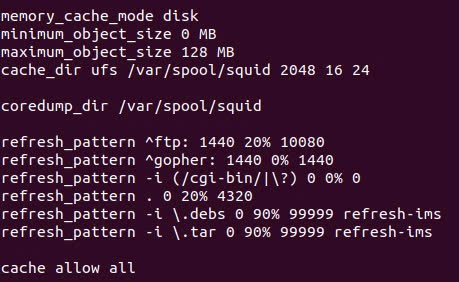 memory_cache_mode disk
minimum_object_size 0 MB
maximum_object_size 128 MB
cache_dir ufs /var/spool/squid 2048 16 24
coredump_dir /var/spool/squid
refresh_pattern ^ftp: 1440 20% 10080
refresh_pattern ^gopher: 1440 0% 1440
refresh_pattern -i (/cgi-bin/|\?) 0 0% 0
refresh_pattern . 0 20% 4320
refresh_pattern -i \.debs 0 90% 99999 refresh-ims
refresh_pattern -i \.tar 0 90% 99999 refresh-ims
cache allow all